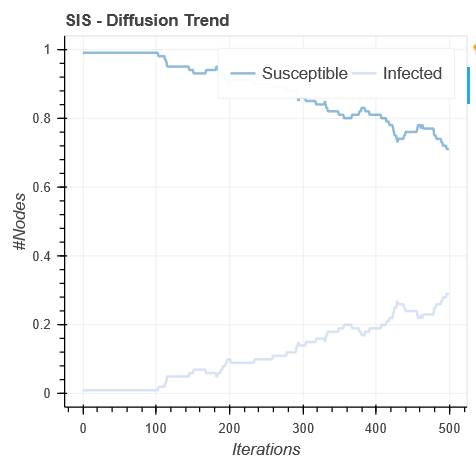 SIS - Diffusion Trend
Susceptible Infected
1
0.8
0.6
0.4
0.2
0
#Nodes
0 100 200 300 400 500
Iterations